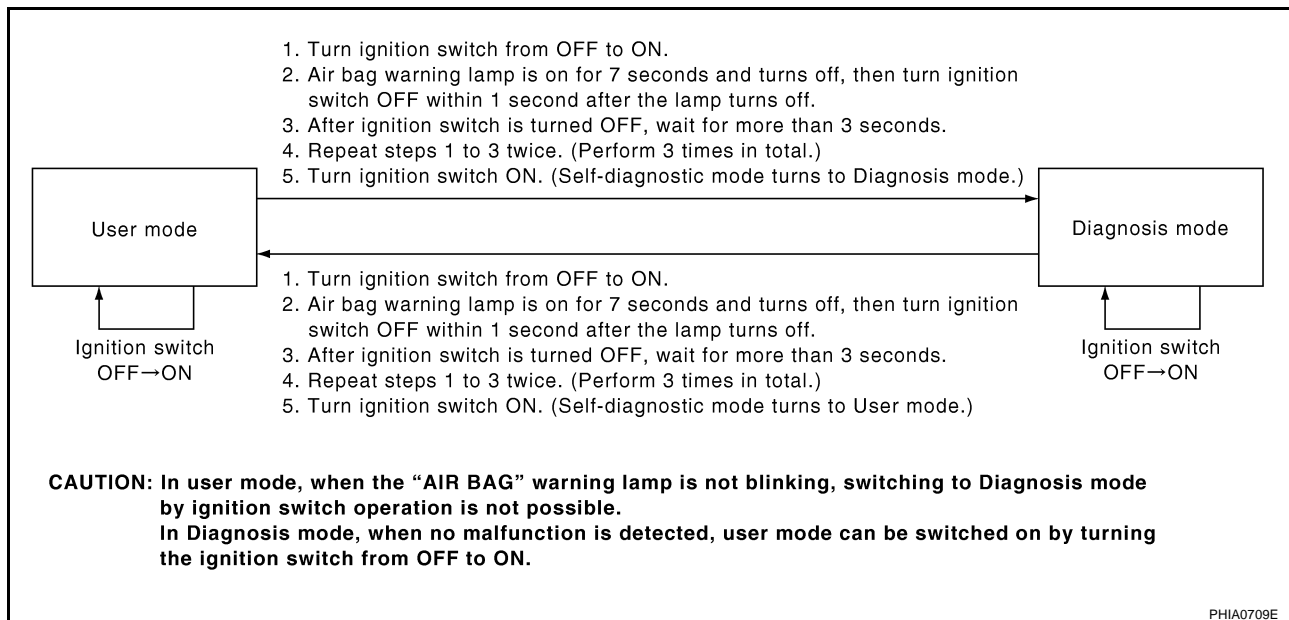 1. Turn ignition switch from OFF to ON.
2. Air bag warning lamp is on for 7 seconds and turns off, then turn ignition
switch OFF within 1 second after the lamp turns off.
3. After ignition switch is turned OFF, wait for more than 3 seconds.
4. Repeat steps 1 to 3 twice. (Perform 3 times in total.)
5. Turn ignition switch ON. (Self-diagnostic mode turns to Diagnosis mode.)
User mode
Diagnosis mode
1. Turn ignition switch from OFF to ON.
2. Air bag warning lamp is on for 7 seconds and turns off, then turn ignition
switch OFF within 1 second after the lamp turns off.
3. After ignition switch is turned OFF, wait for more than 3 seconds.
4. Repeat steps 1 to 3 twice. (Perform 3 times in total.)
5. Turn ignition switch ON. (Self-diagnostic mode turns to User mode.)
Ignition switch
OFF→ON
Ignition switch
OFF→ON
CAUTION: In user mode, when the “AIR BAG” warning lamp is not blinking, switching to Diagnosis mode
by ignition switch operation is not possible.
In Diagnosis mode, when no malfunction is detected, user mode can be switched on by turning
the ignition switch from OFF to ON.
PHIA0709E